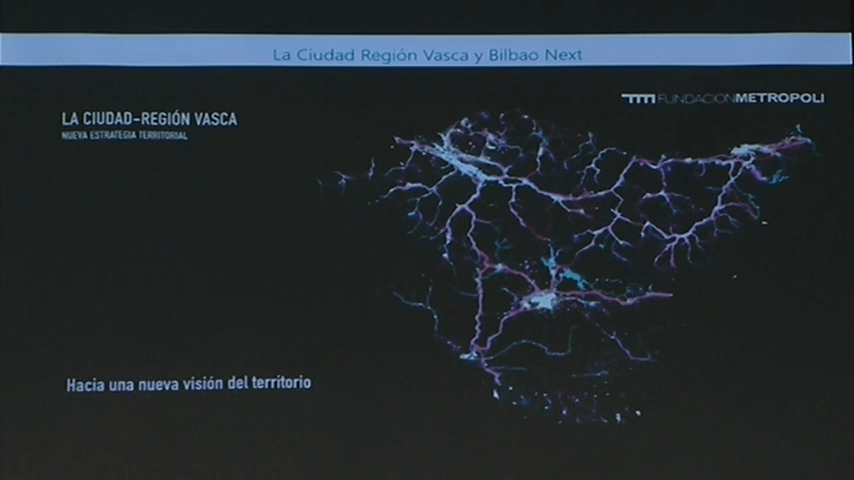 La Ciudad Región Vasca y Bilbao Next
FUNDACIONMETROPOLI
LA CIUDAD-REGIÓN VASCA
NUEVA ESTRATEGIA TERRITORIAL
Hacia una nueva visión del territorio